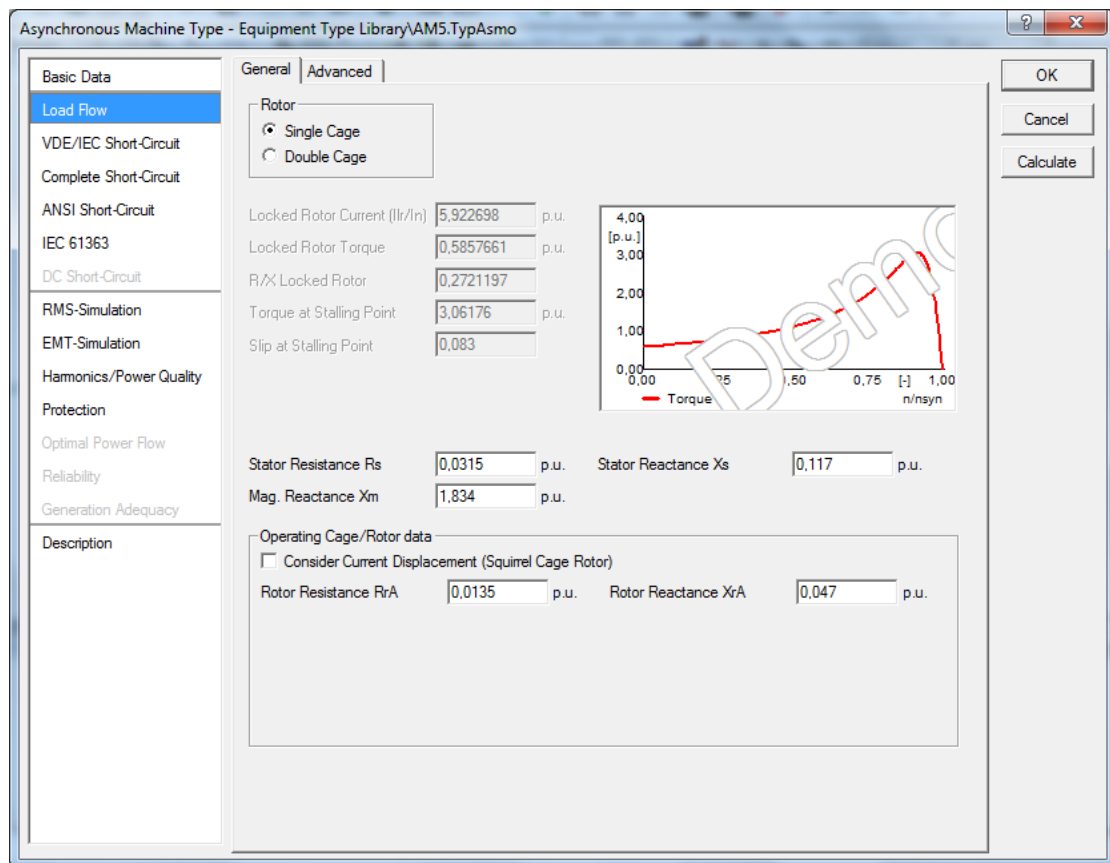 Asynchronous Machine Type - Equipment Type Library\AM5.TypAsmo
?
X
Basic Data
Load Flow
VDE/IEC Short-Circuit
Complete Short-Circuit
ANSI Short-Circuit
IEC 61363
DC Short-Circuit
RMS-Simulation
EMT-Simulation
Harmonics/Power Quality
Protection
Optimal Power Flow
Reliability
Generation Adequacy
Description
General
Advanced
Rotor
Single Cage
Double Cage
Locked Rotor Current (Ilr/In) 5,922698 p.u.
Locked Rotor Torque 0,5857661 p.u.
R/X Locked Rotor 0,2721197
Torque at Stalling Point 3,06176 p.u.
Slip at Stalling Point 0,083
4,00
[p.u.]
3,00
2,00
1,00
0,00
0,00 25 ,50 0,75 [-] 1,00
Torque n/nsyn
Demo
Stator Resistance Rs 0,0315 p.u. Stator Reactance Xs 0,117 p.u.
Mag. Reactance Xm 1,834 p.u.
Operating Cage/Rotor data
Consider Current Displacement (Squirrel Cage Rotor)
Rotor Resistance RrA 0,0135 p.u. Rotor Reactance XrA 0,047 p.u.
OK
Cancel
Calculate